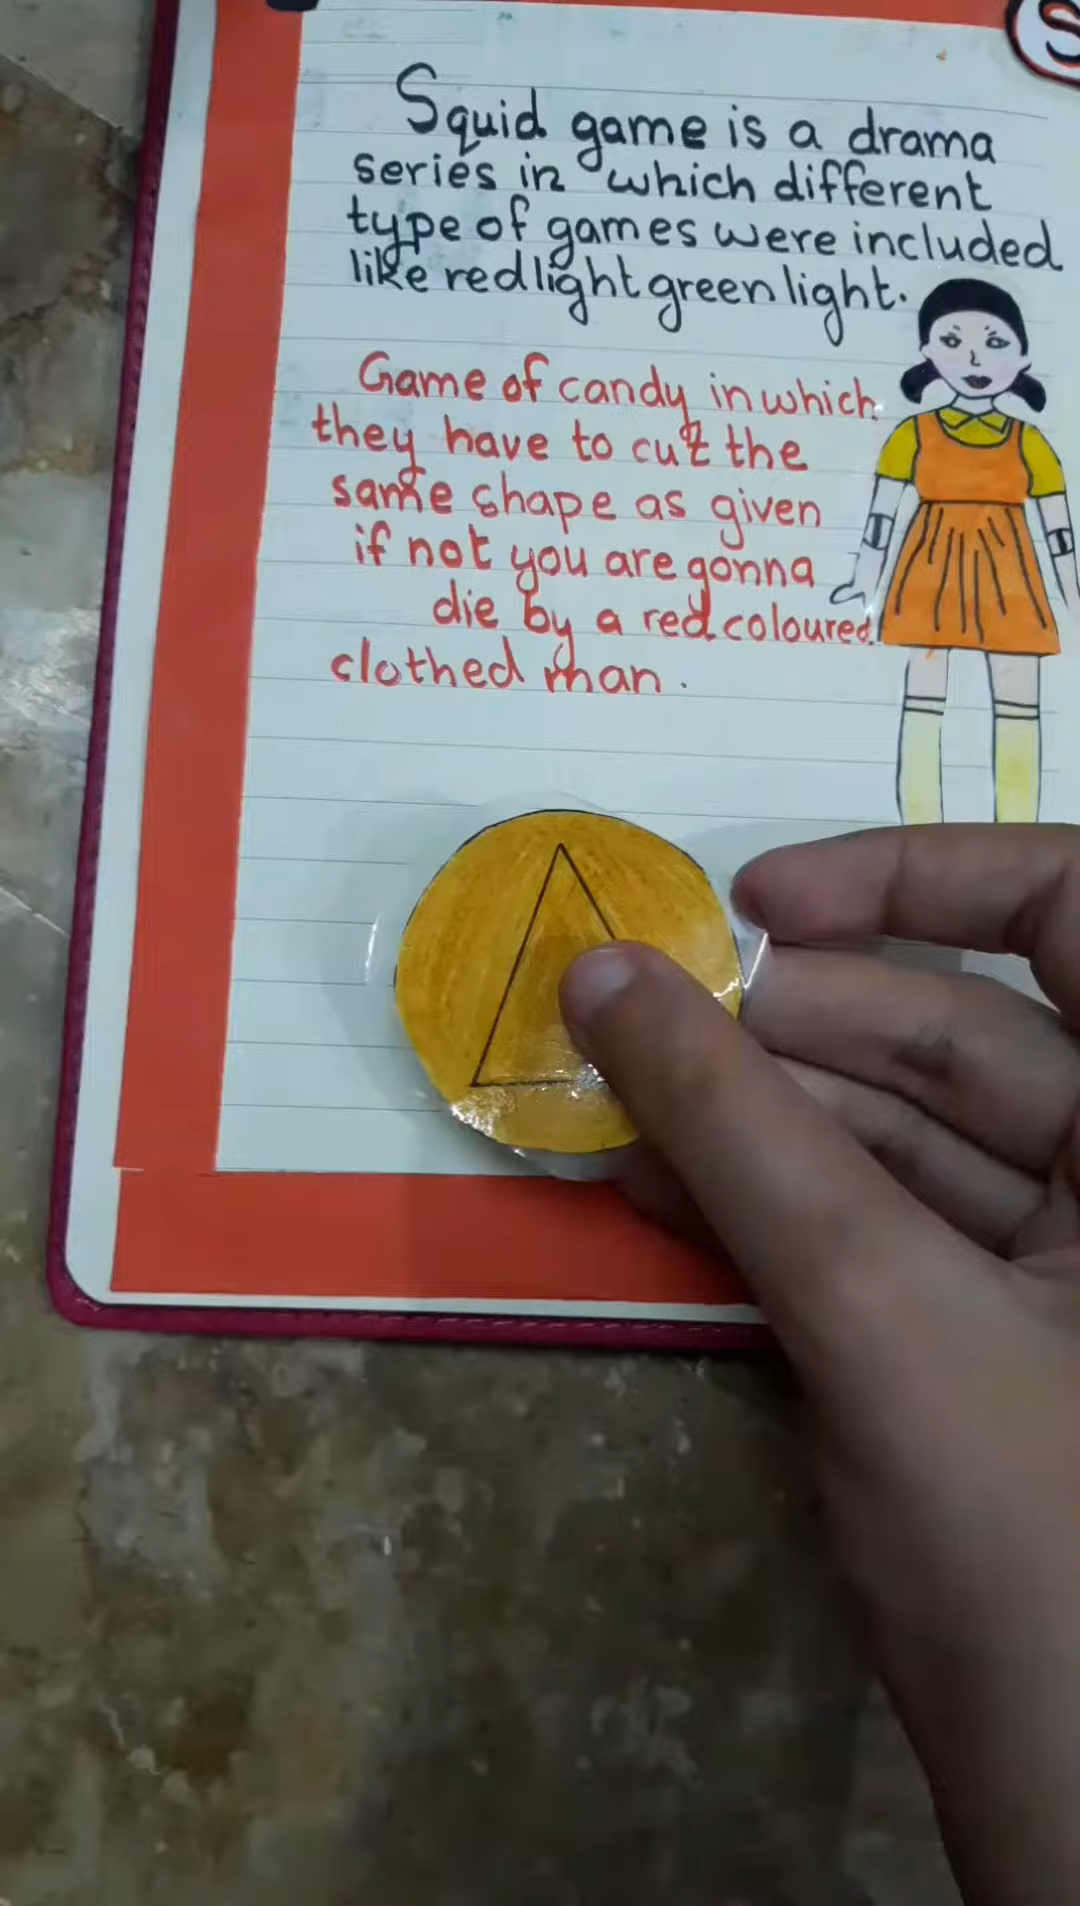 S
Squid game is a drama
series in which different
type of games were included
like red light green light.
Game of candy in which
they have to cut the
same shape as given
if not you are gonna
die by a red coloured
clothed man.